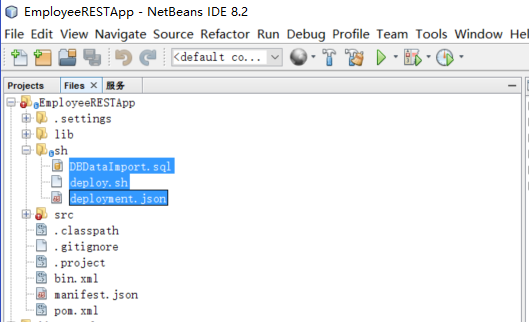 EmployeeRESTApp - NetBeans IDE 8.2
File Edit View Navigate Source Refactor Run Debug Profile Team Tools Window Hel
<default co...>
Projects Files × 服务
EmployeeRESTApp
.settings
lib
sh
DBDataImport.sql
deploy.sh
deployment.json
src
.classpath
.gitignore
.project
bin.xml
manifest.json
pom.xml